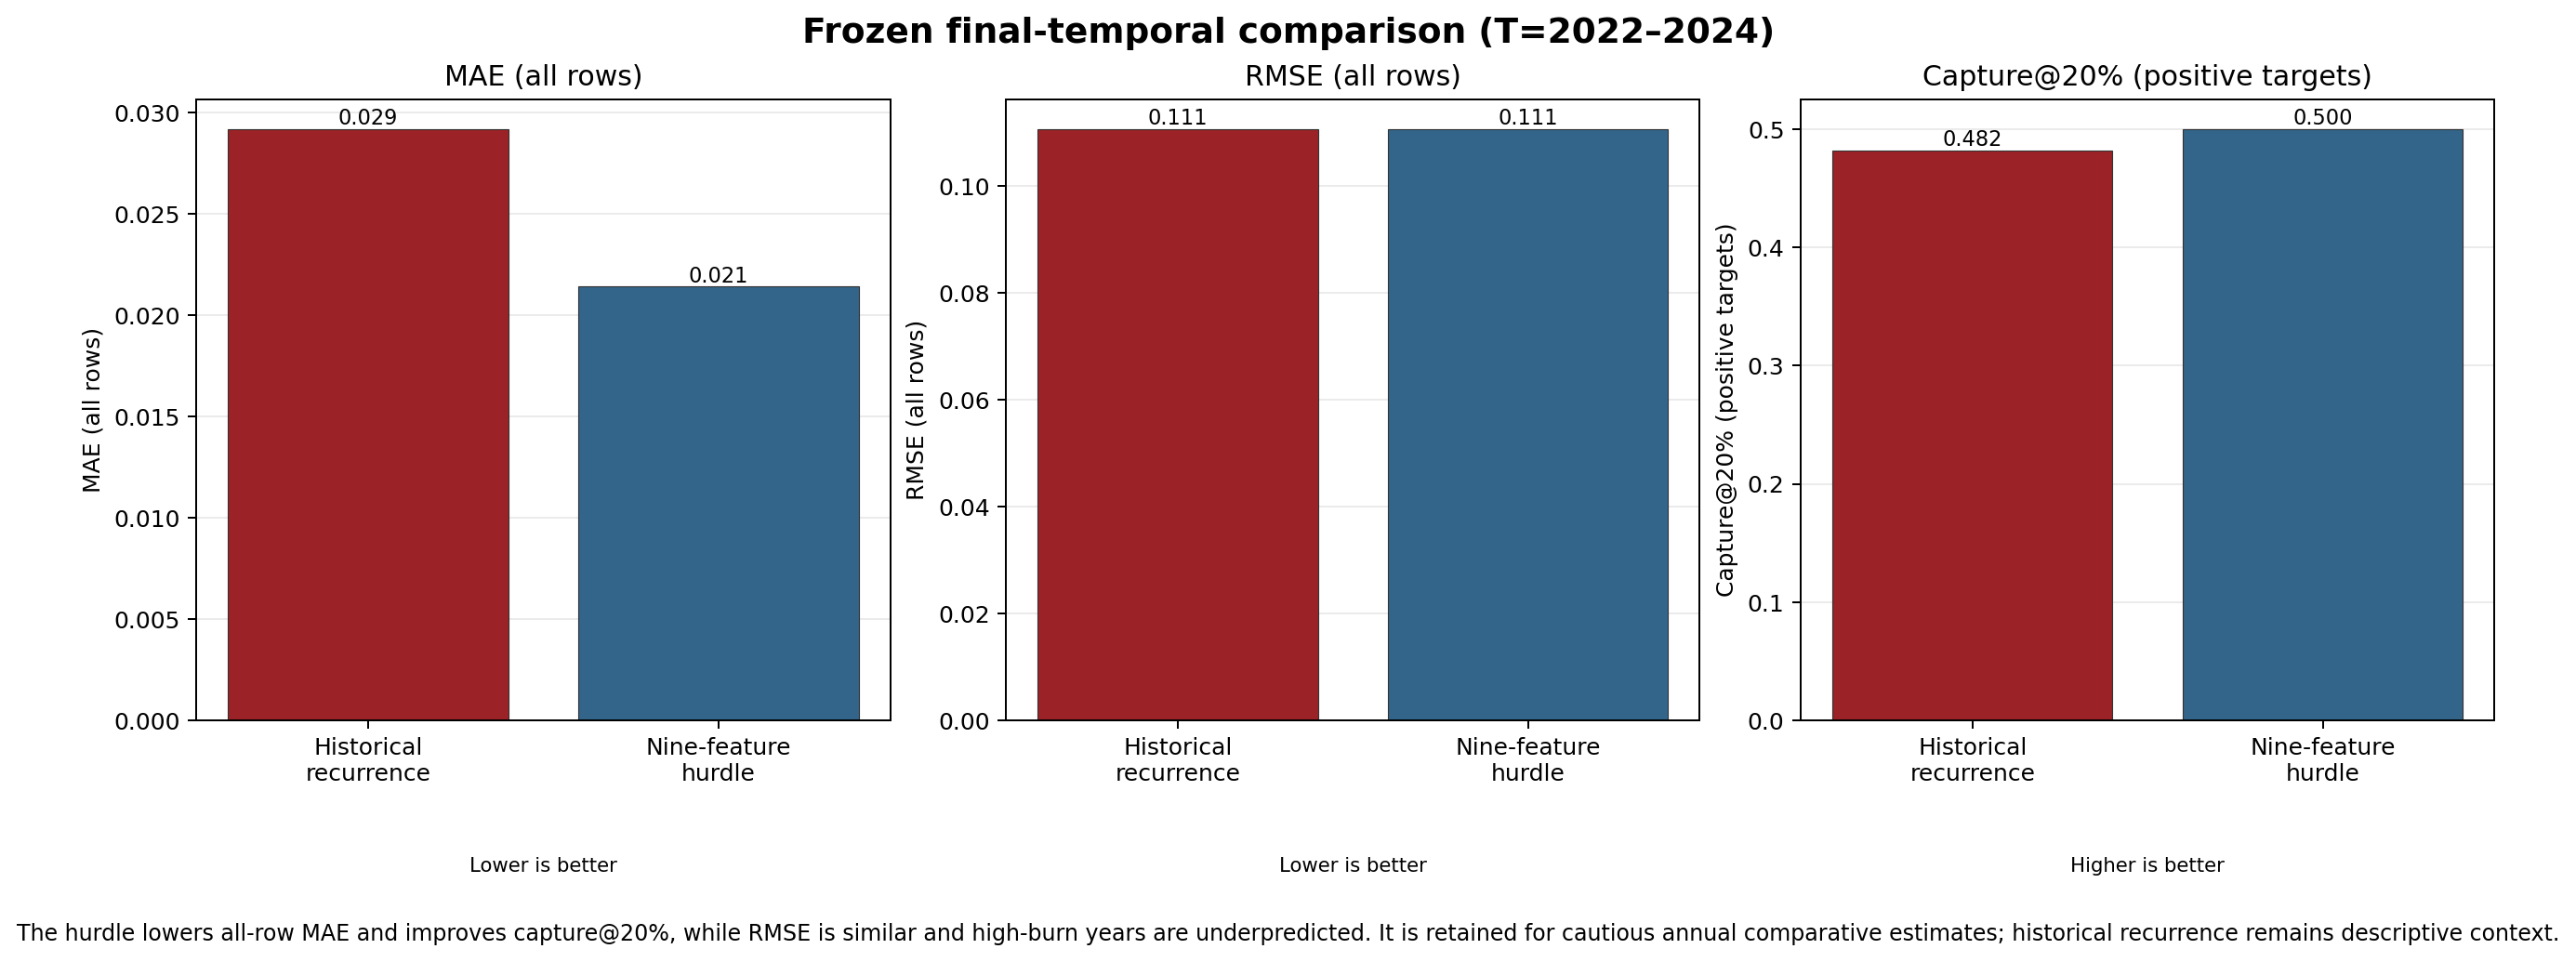 Frozen final-temporal comparison (T=2022–2024)
MAE (all rows)
MAE (all rows)
0.030
0.025
0.020
0.015
0.010
0.005
0.000
0.029
0.021
Historical
recurrence
Nine-feature
hurdle
Lower is better
RMSE (all rows)
RMSE (all rows)
0.10
0.08
0.06
0.04
0.02
0.00
0.111
0.111
Historical
recurrence
Nine-feature
hurdle
Lower is better
Capture@20% (positive targets)
Capture@20% (positive targets)
0.5
0.4
0.3
0.2
0.1
0.0
0.482
0.500
Historical
recurrence
Nine-feature
hurdle
Higher is better
The hurdle lowers all-row MAE and improves capture@20%, while RMSE is similar and high-burn years are underpredicted. It is retained for cautious annual comparative estimates; historical recurrence remains descriptive context.